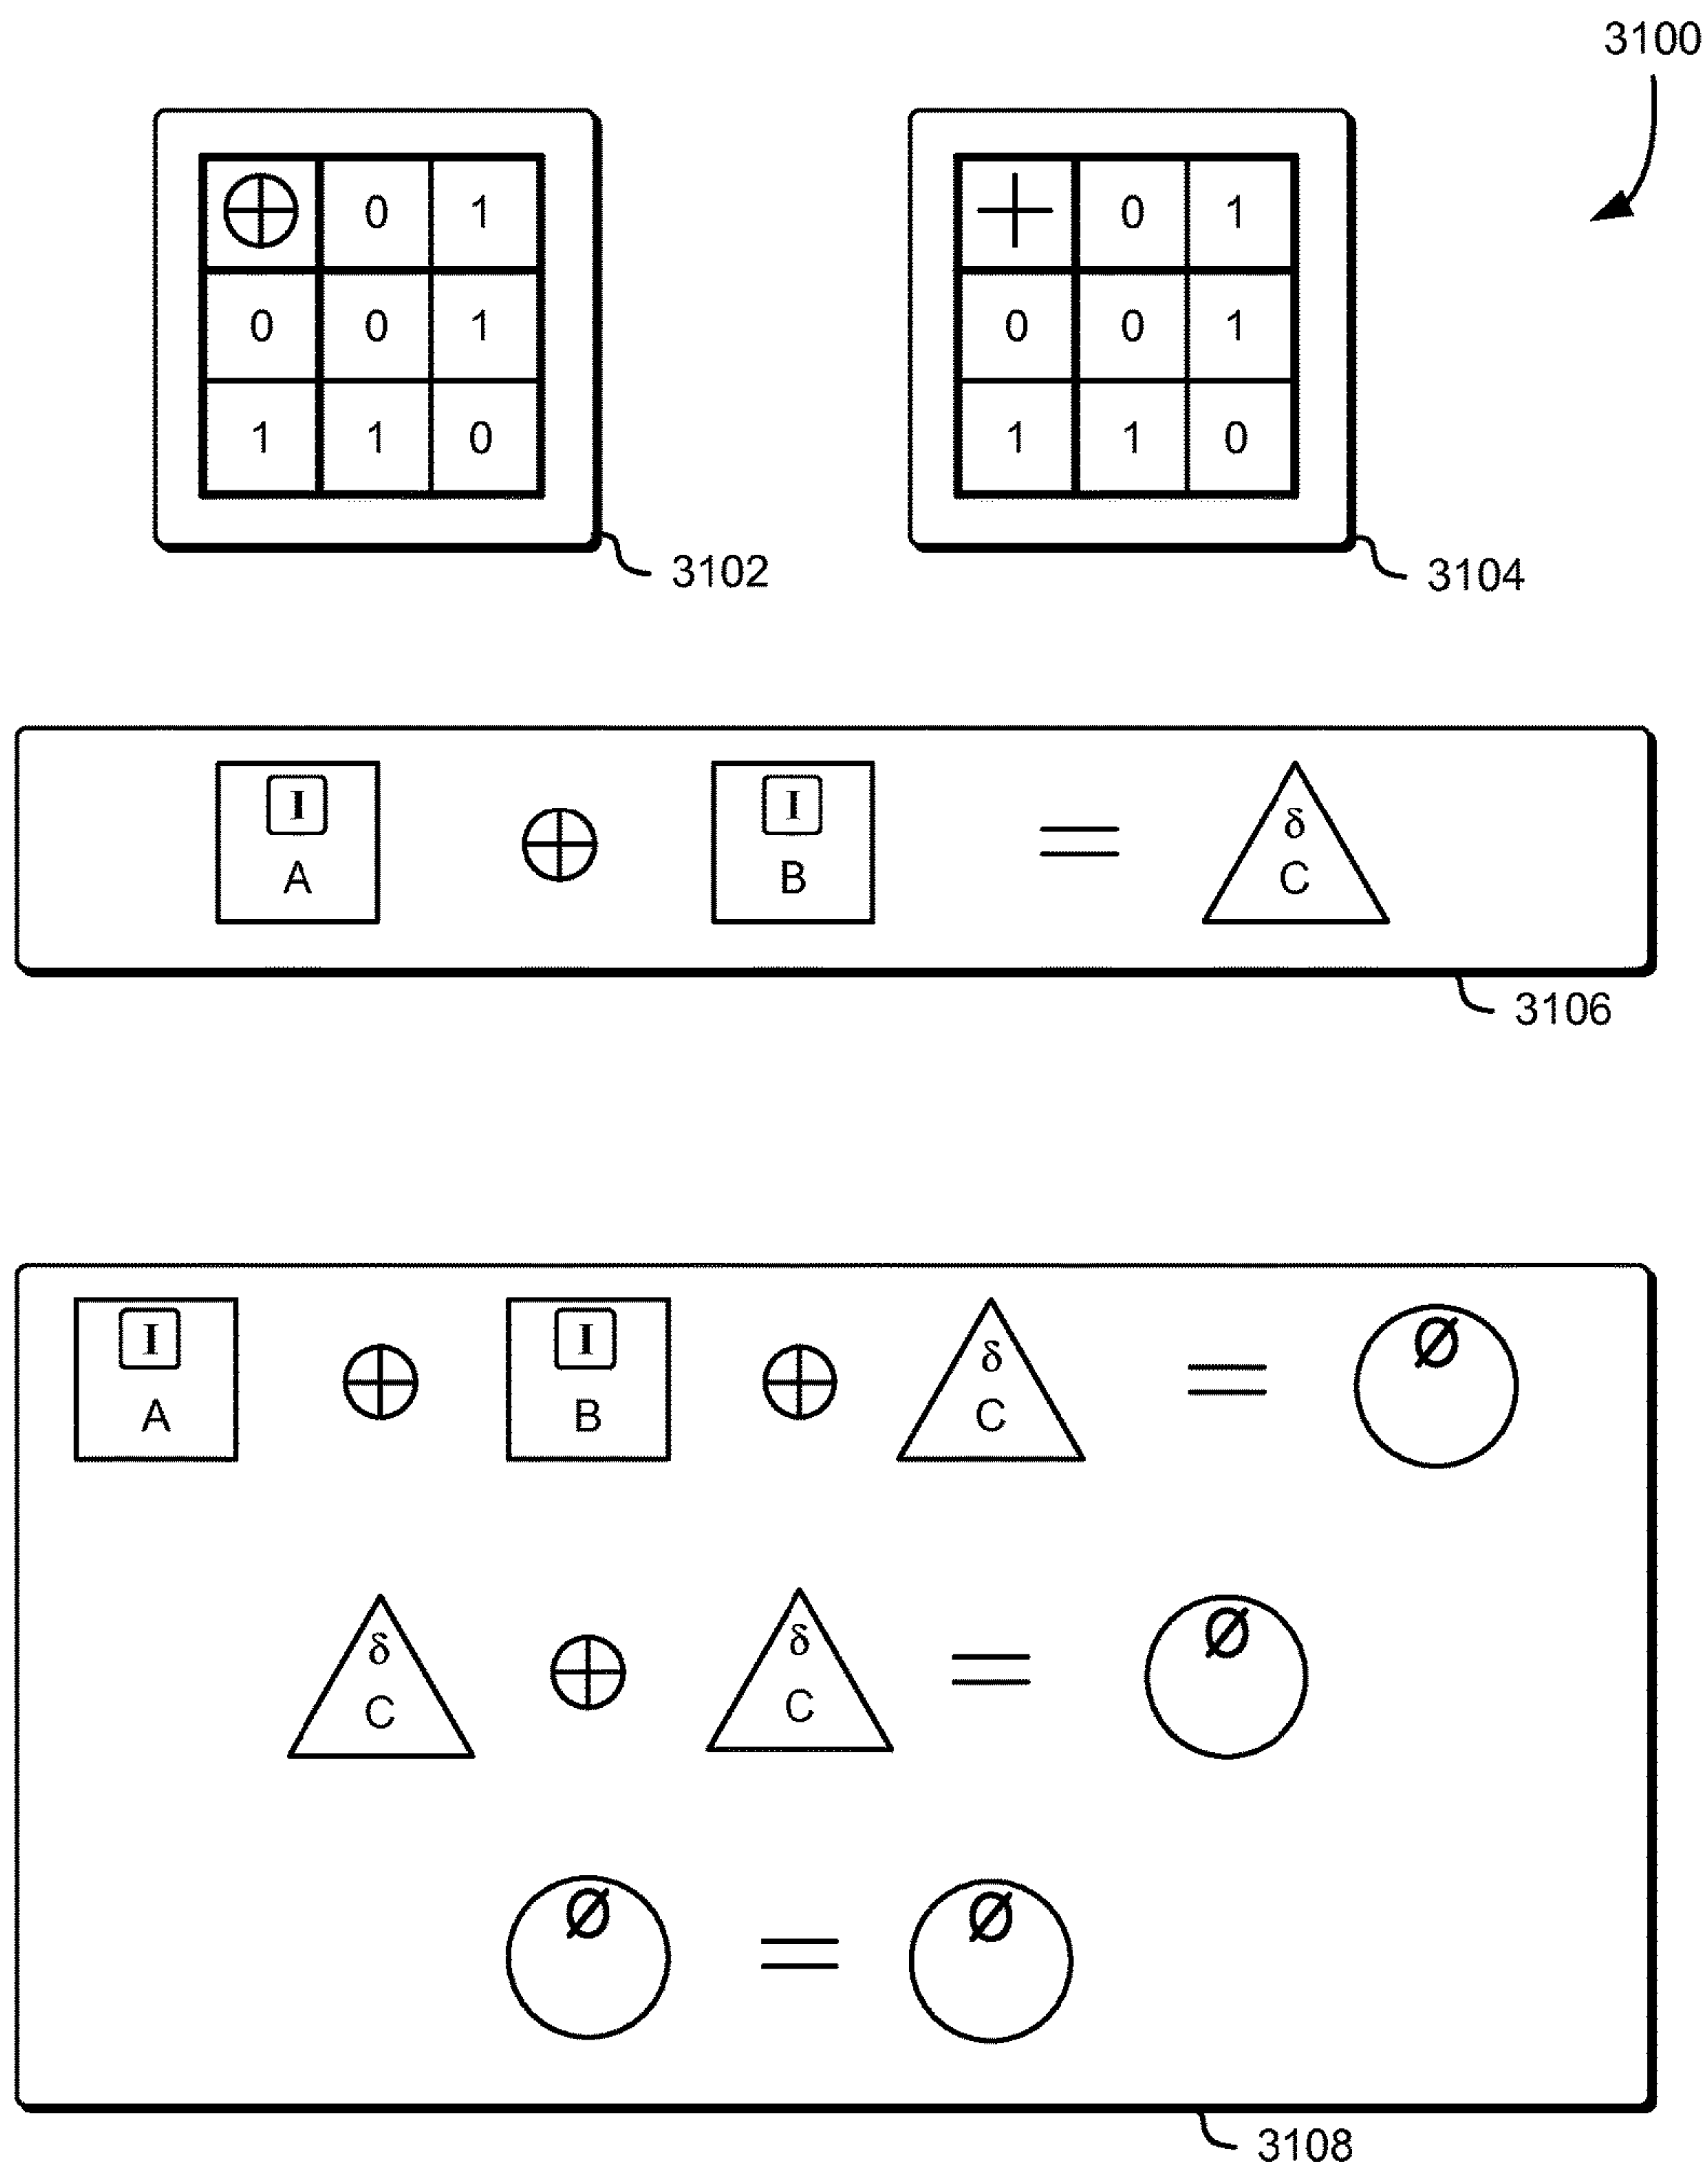 3100
⊕ 0 1
0 0 1
1 1 0
3102
+ 0 1
0 0 1
1 1 0
3104
I A ⊕ I B = δ C
3106
I A ⊕ I B ⊕ δ C = Ø
δ C ⊕ δ C = Ø
Ø = Ø
3108